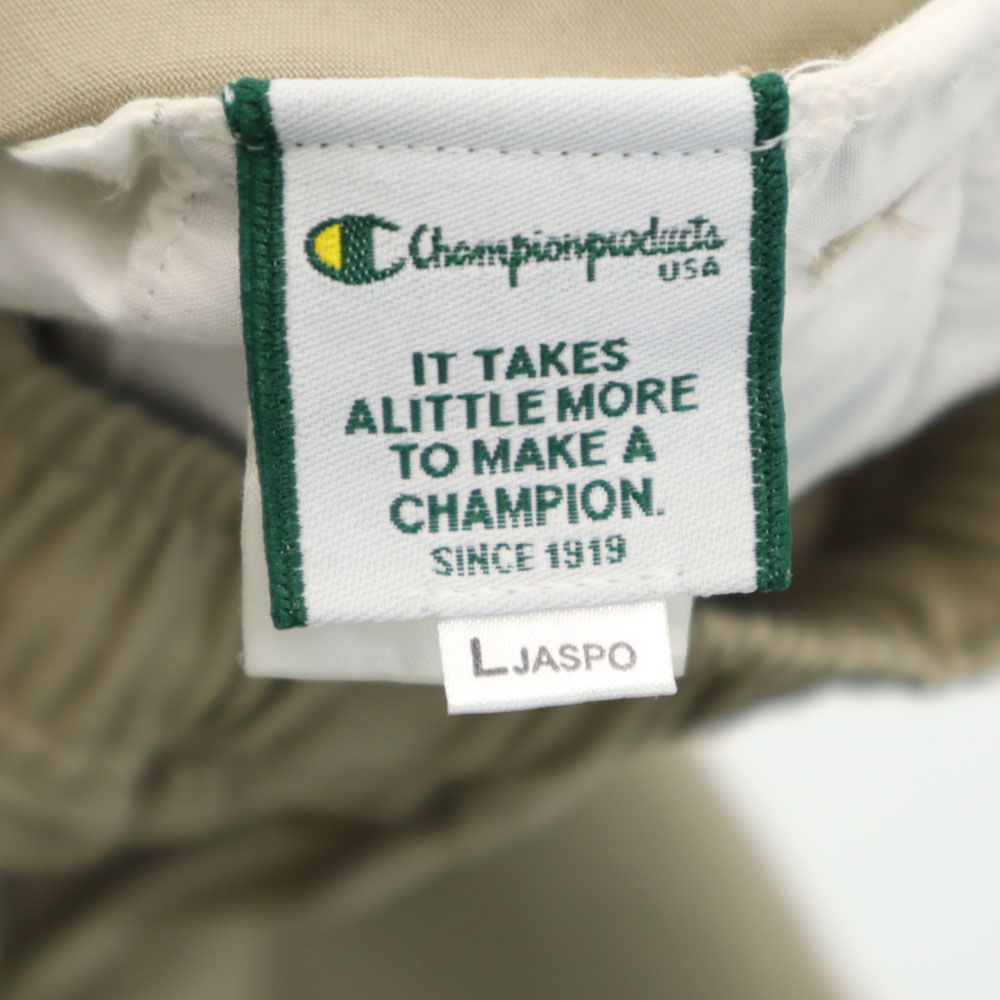 Championproducts
USA
IT TAKES
ALITTLE MORE
TO MAKE A
CHAMPION.
SINCE 1919
L JASPO